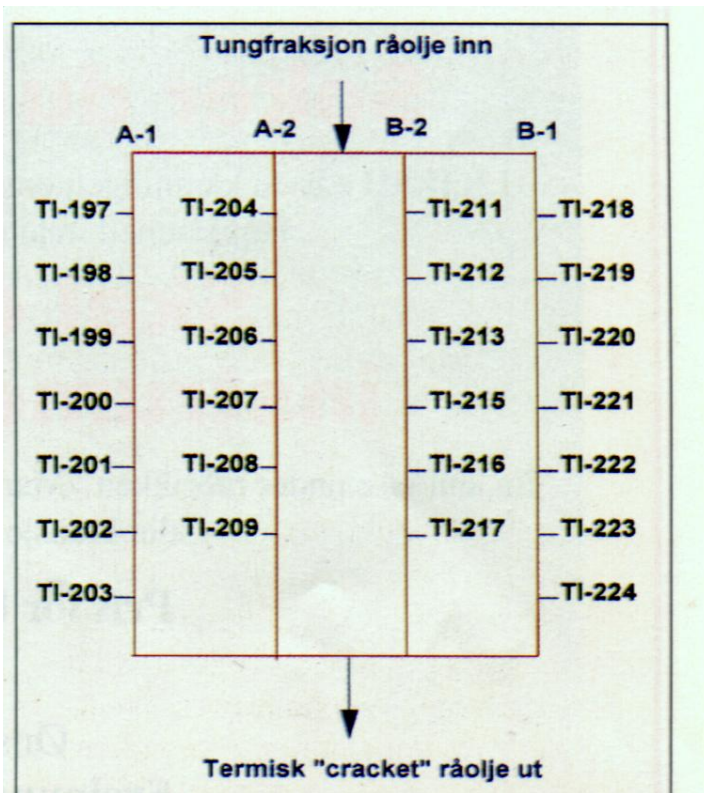 Tungfraksjon råolje inn
A-1 A-2 B-2 B-1
TI-197 TI-204 TI-211 TI-218
TI-198 TI-205 TI-212 TI-219
TI-199 TI-206 TI-213 TI-220
TI-200 TI-207 TI-215 TI-221
TI-201 TI-208 TI-216 TI-222
TI-202 TI-209 TI-217 TI-223
TI-203 TI-224
Termisk "cracket" råolje ut